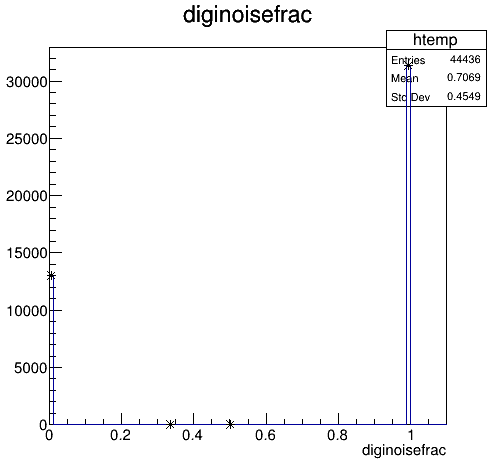 diginoisefrac
htemp
Entries 44436
Mean 0.7069
Std Dev 0.4549
30000
25000
20000
15000
10000
5000
0
0 0.2 0.4 0.6 0.8 1
diginoisefrac